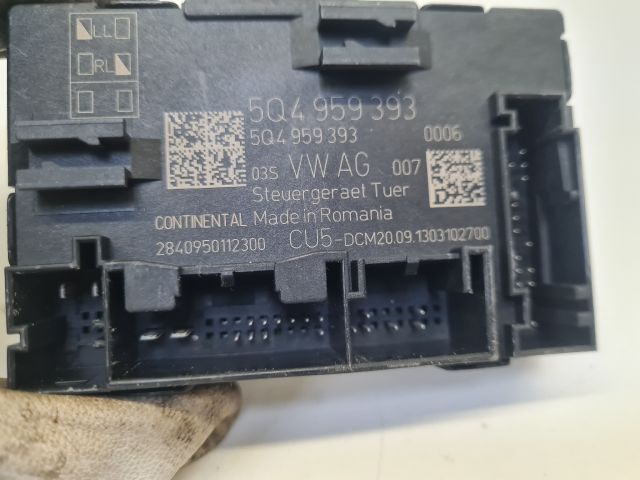 LL
RL
5Q4 959 393
5Q4 959 393 0006
03S VW AG 007
Steuergeraet Tuer
CONTINENTAL Made in Romania
2840950112300 CU5-DCM20.09.1303102700